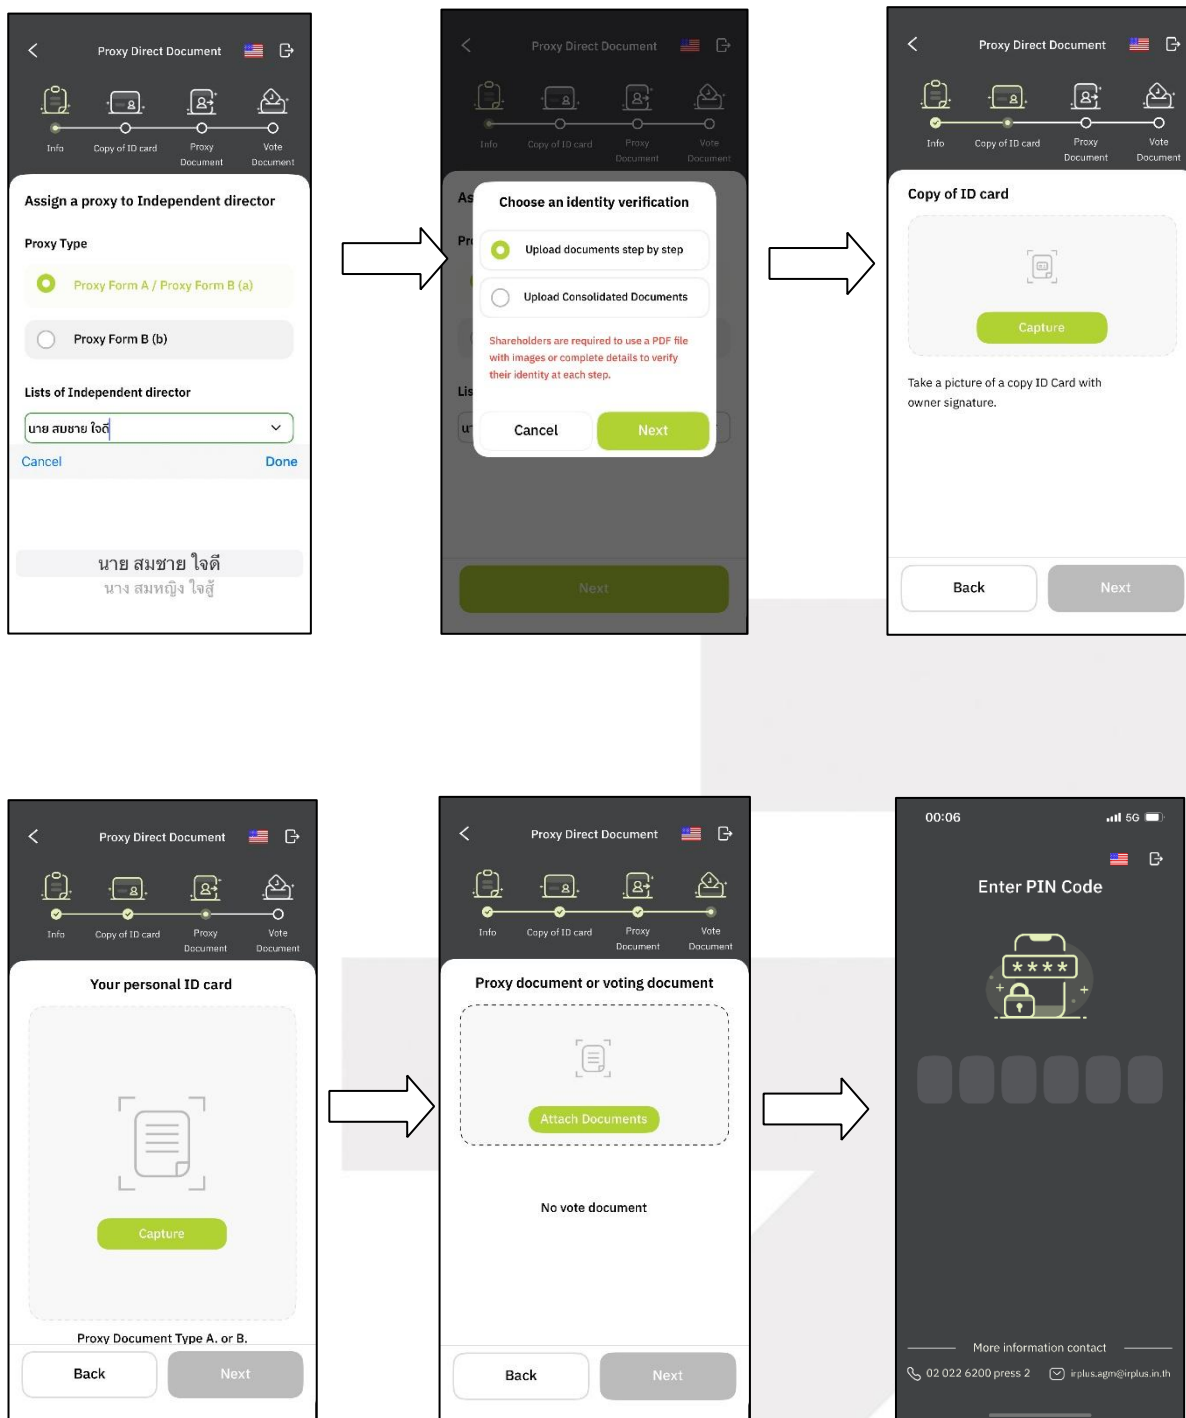 Proxy Direct Document
Info
Copy of ID card
Proxy
Document
Vote
Document
Assign a proxy to Independent director
Proxy Type
Proxy Form A / Proxy Form B (a)
Proxy Form B (b)
Lists of Independent director
นาย สมชาย ใจดี
Cancel
Done
นาย สมชาย ใจดี
นาง สมหญิง ใจสู้
Proxy Direct Document
Info
Copy of ID card
Proxy
Document
Vote
Document
As
Choose an identity verification
Pr
Upload documents step by step
Upload Consolidated Documents
Shareholders are required to use a PDF file
with images or complete details to verify
their identity at each step.
Lis
Cancel
Next
Next
Proxy Direct Document
Info
Copy of ID card
Proxy
Document
Vote
Document
Copy of ID card
Capture
Take a picture of a copy ID Card with
owner signature.
Back
Next
Proxy Direct Document
Info
Copy of ID card
Proxy
Document
Vote
Document
Your personal ID card
Capture
Proxy Document Type A. or B.
Back
Next
Proxy Direct Document
Info
Copy of ID card
Proxy
Document
Vote
Document
Proxy document or voting document
Attach Documents
No vote document
Back
Next
00:06
5G
Enter PIN Code
****
More information contact
02 022 6200 press 2
irplus.agm@irplus.in.th